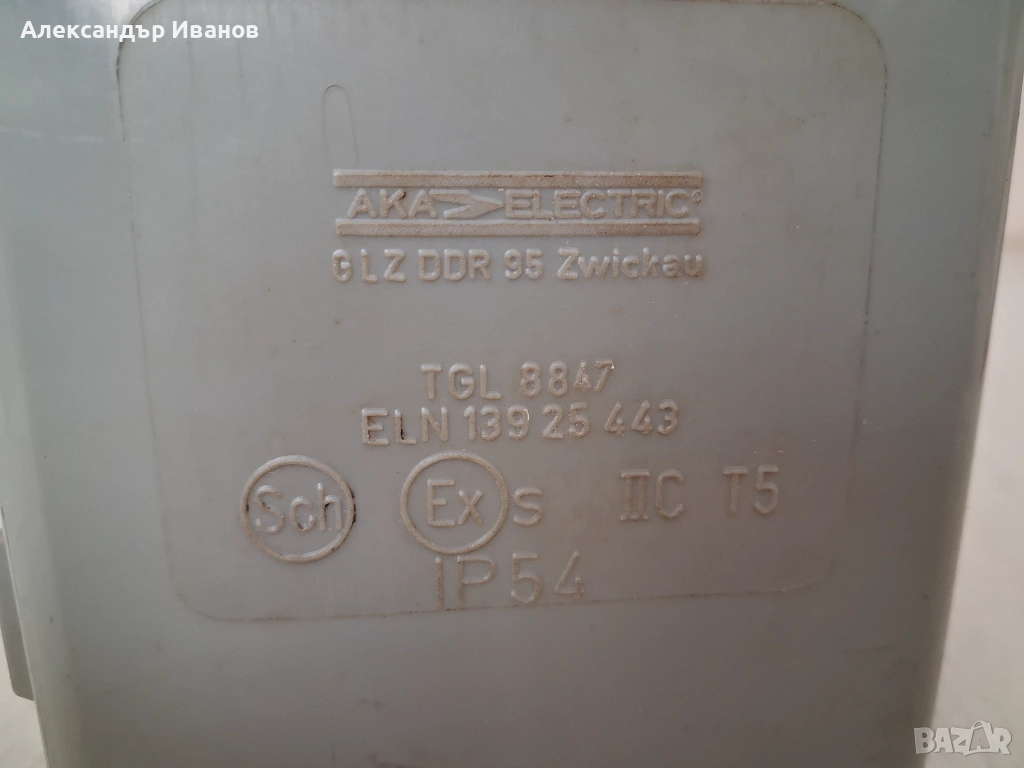 Александър Иванов
AKA ELECTRIC
GLZ DDR 95 Zwickau
TGL 8847
ELN 139 25 443
Sch Ex s IIC T5
IP54
BAZAR